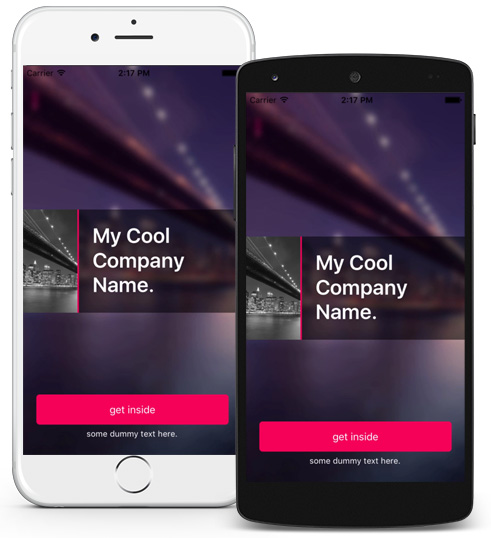 Carrier 2:17 PM
My Cool
Company
Name.
get inside
some dummy text here.
Carrier 2:17 PM
My Cool
Company
Name.
get inside
some dummy text here.